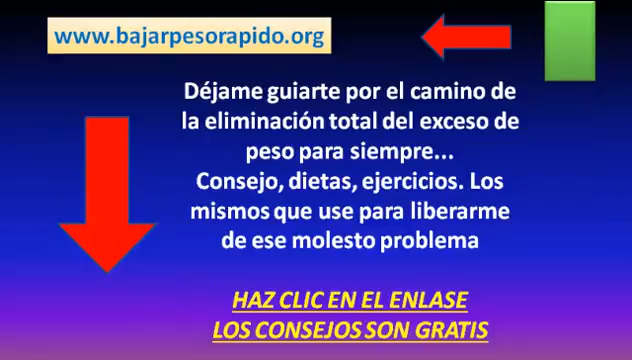 www.bajarpesorapido.org
Déjame guiarte por el camino de
la eliminación total del exceso de
peso para siempre...
Consejo, dietas, ejercicios. Los
mismos que use para liberarme
de ese molesto problema
HAZ CLIC EN EL ENLASE
LOS CONSEJOS SON GRATIS